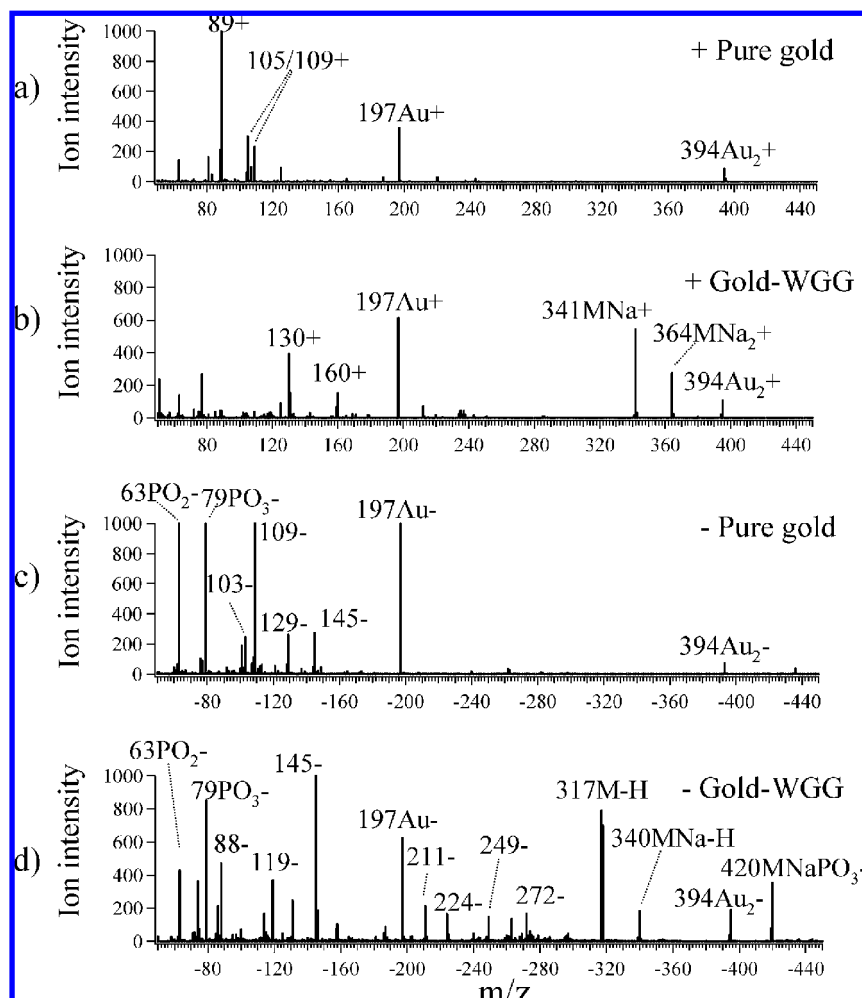 a)
Ion intensity
1000
800
600
400
200
0
89+
105/109+
197Au+
394Au₂+
+ Pure gold
80 120 160 200 240 280 320 360 400 440
b)
Ion intensity
1000
800
600
400
200
0
130+
160+
197Au+
341MNa+
364MNa₂+
394Au₂+
+ Gold-WGG
80 120 160 200 240 280 320 360 400 440
c)
Ion intensity
1000
800
600
400
200
0
63PO₂-
79PO₃-
109-
103-
129-
145-
197Au-
394Au₂-
- Pure gold
-80 -120 -160 -200 -240 -280 -320 -360 -400 -440
d)
Ion intensity
1000
800
600
400
200
0
63PO₂-
79PO₃-
88-
119-
145-
197Au-
211-
224-
249-
272-
317M-H
340MNa-H
394Au₂-
420MNaPO₃-
- Gold-WGG
-80 -120 -160 -200 -240 -280 -320 -360 -400 -440
m/z